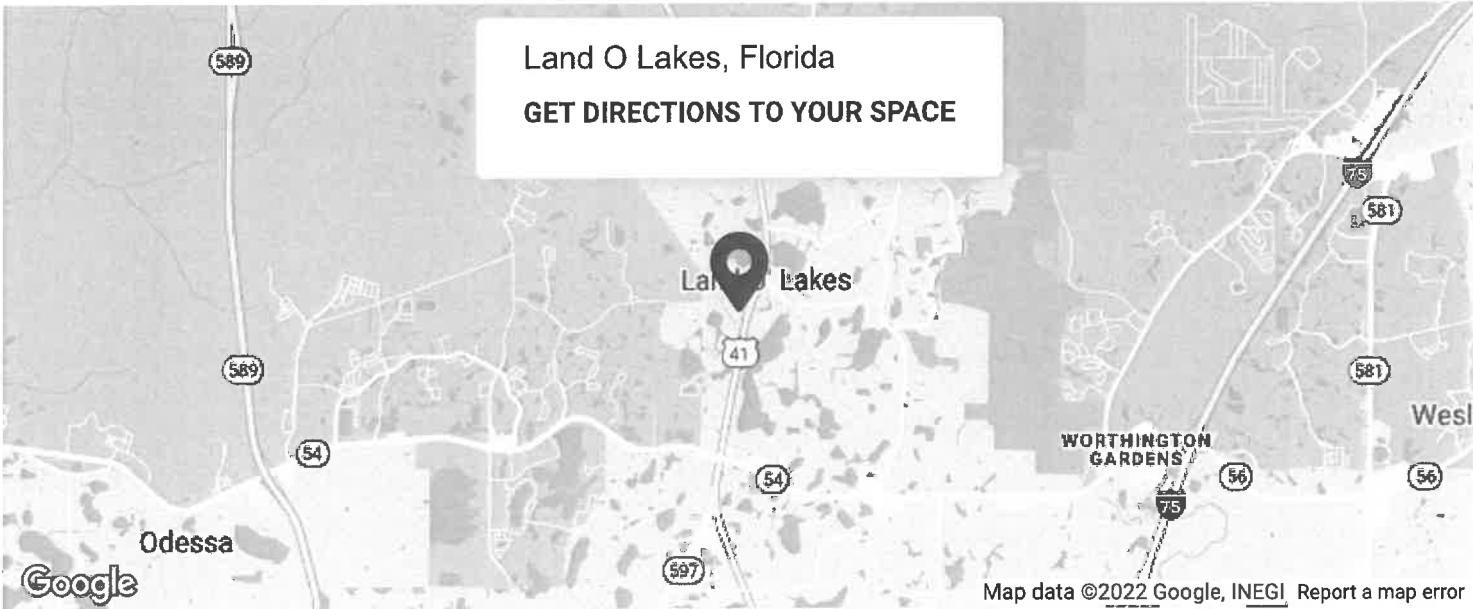 589
Land O Lakes, Florida
GET DIRECTIONS TO YOUR SPACE
75
581
Lakes
41
589
581
Wesl
WORTHINGTON
GARDENS
54
54
56
56
75
Odessa
597
Google
Map data ©2022 Google, INEGI Report a map error